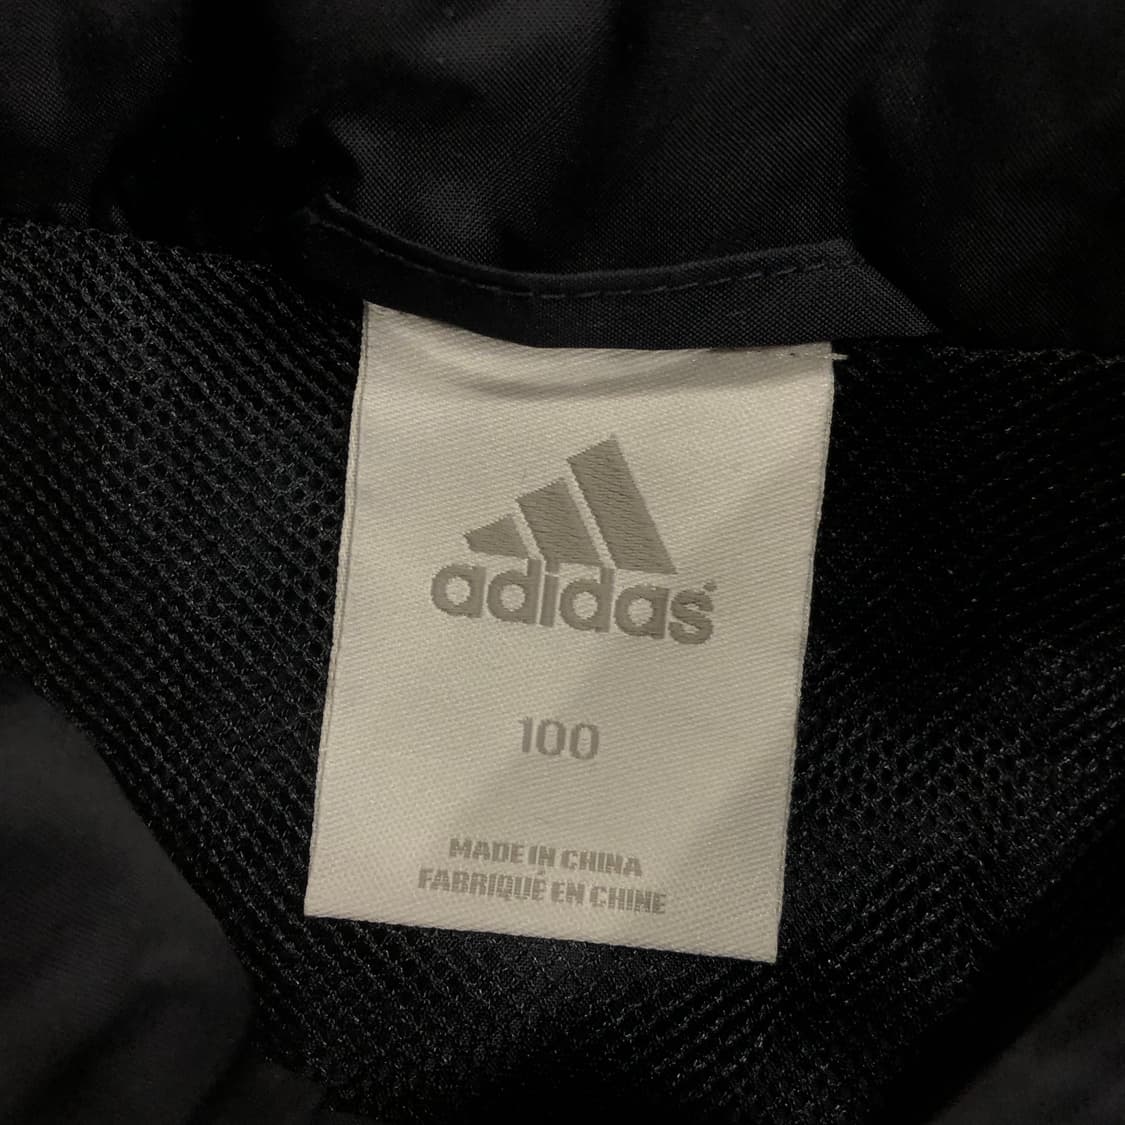 adidas®
100
MADE IN CHINA
FABRIQUÉ EN CHINE